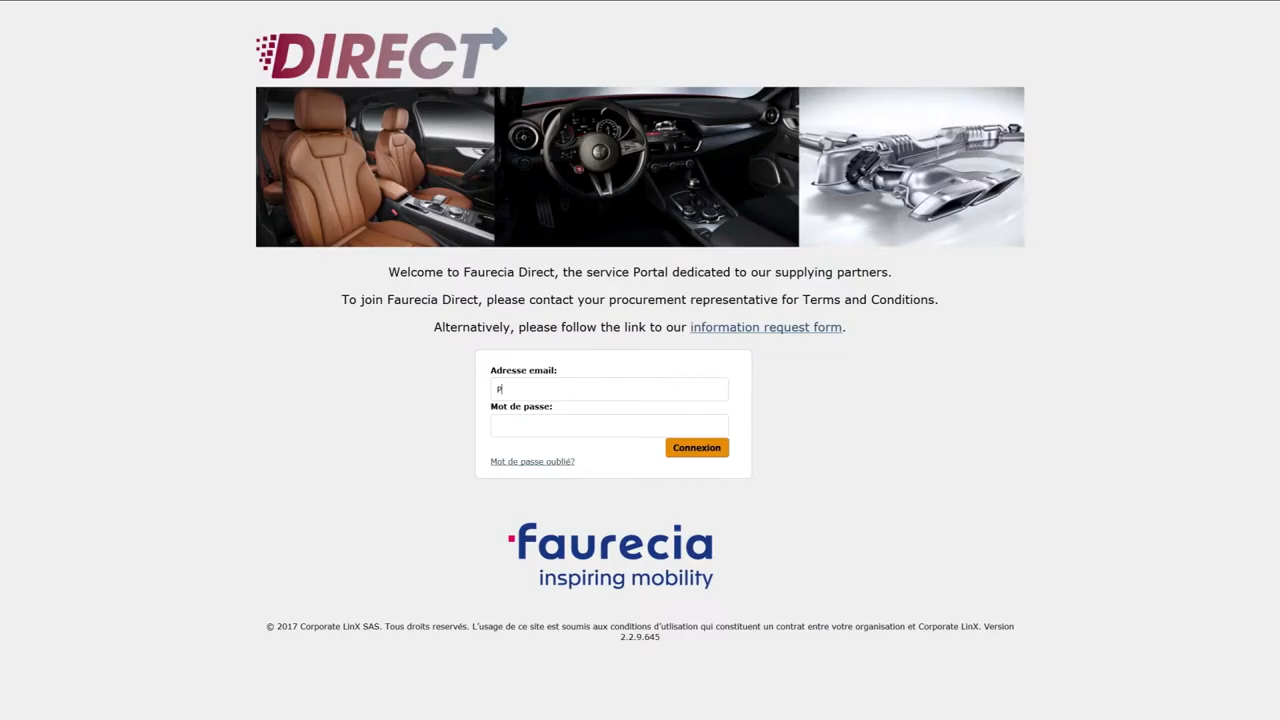 DIRECT
Welcome to Faurecia Direct, the service Portal dedicated to our supplying partners.
To join Faurecia Direct, please contact your procurement representative for Terms and Conditions.
Alternatively, please follow the link to our information request form.
Adresse email:
P
Mot de passe:
Connexion
Mot de passe oublié?
faurecia
inspiring mobility
© 2017 Corporate LinX SAS. Tous droits reservés. L'usage de ce site est soumis aux conditions d'utlisation qui constituent un contrat entre votre organisation et Corporate LinX. Version
2.2.9.645